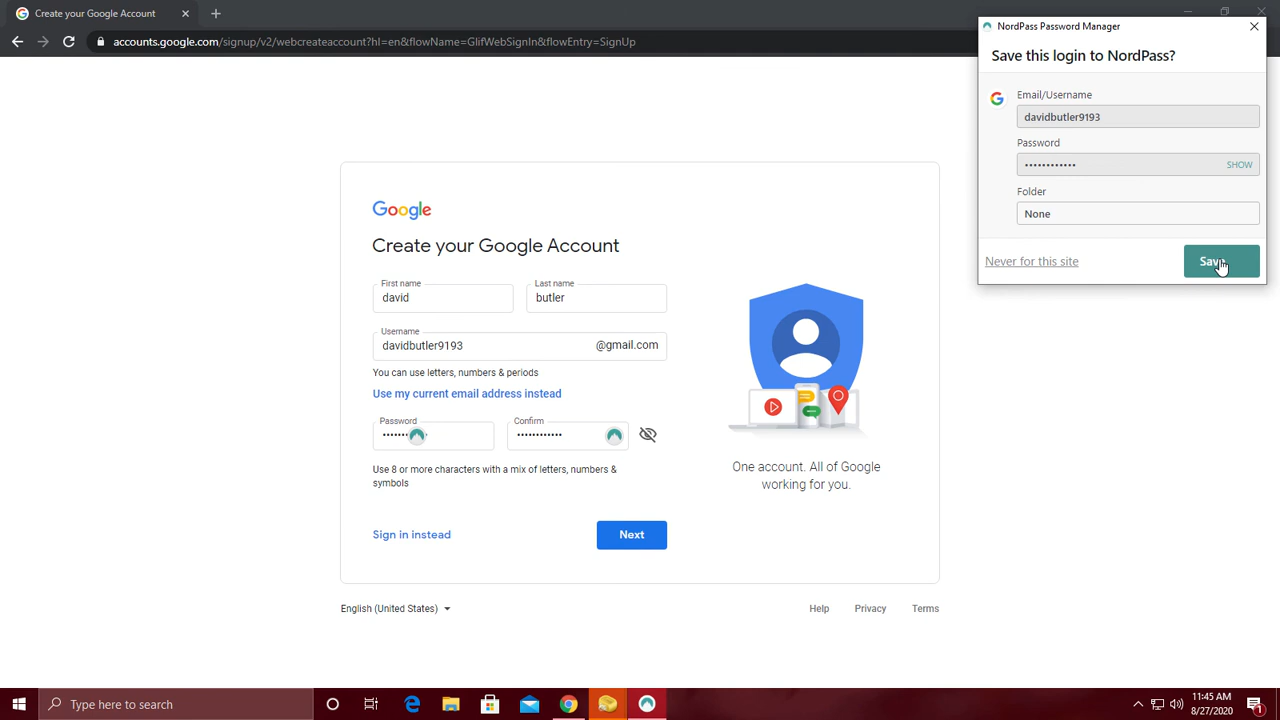 Create your Google Account
NordPass Password Manager
accounts.google.com/signup/v2/webcreateaccount?hl=en&flowName=GlifWebSignIn&flowEntry=SignUp
Save this login to NordPass?
Email/Username
davidbutler9193
Password
•••••••••••• SHOW
Folder
None
Never for this site Save
Google
Create your Google Account
First name Last name
david butler
Username
davidbutler9193 @gmail.com
You can use letters, numbers & periods
Use my current email address instead
Password Confirm
Use 8 or more characters with a mix of letters, numbers &
symbols
One account. All of Google
working for you.
Sign in instead Next
English (United States) Help Privacy Terms
Type here to search
11:45 AM
8/27/2020
1